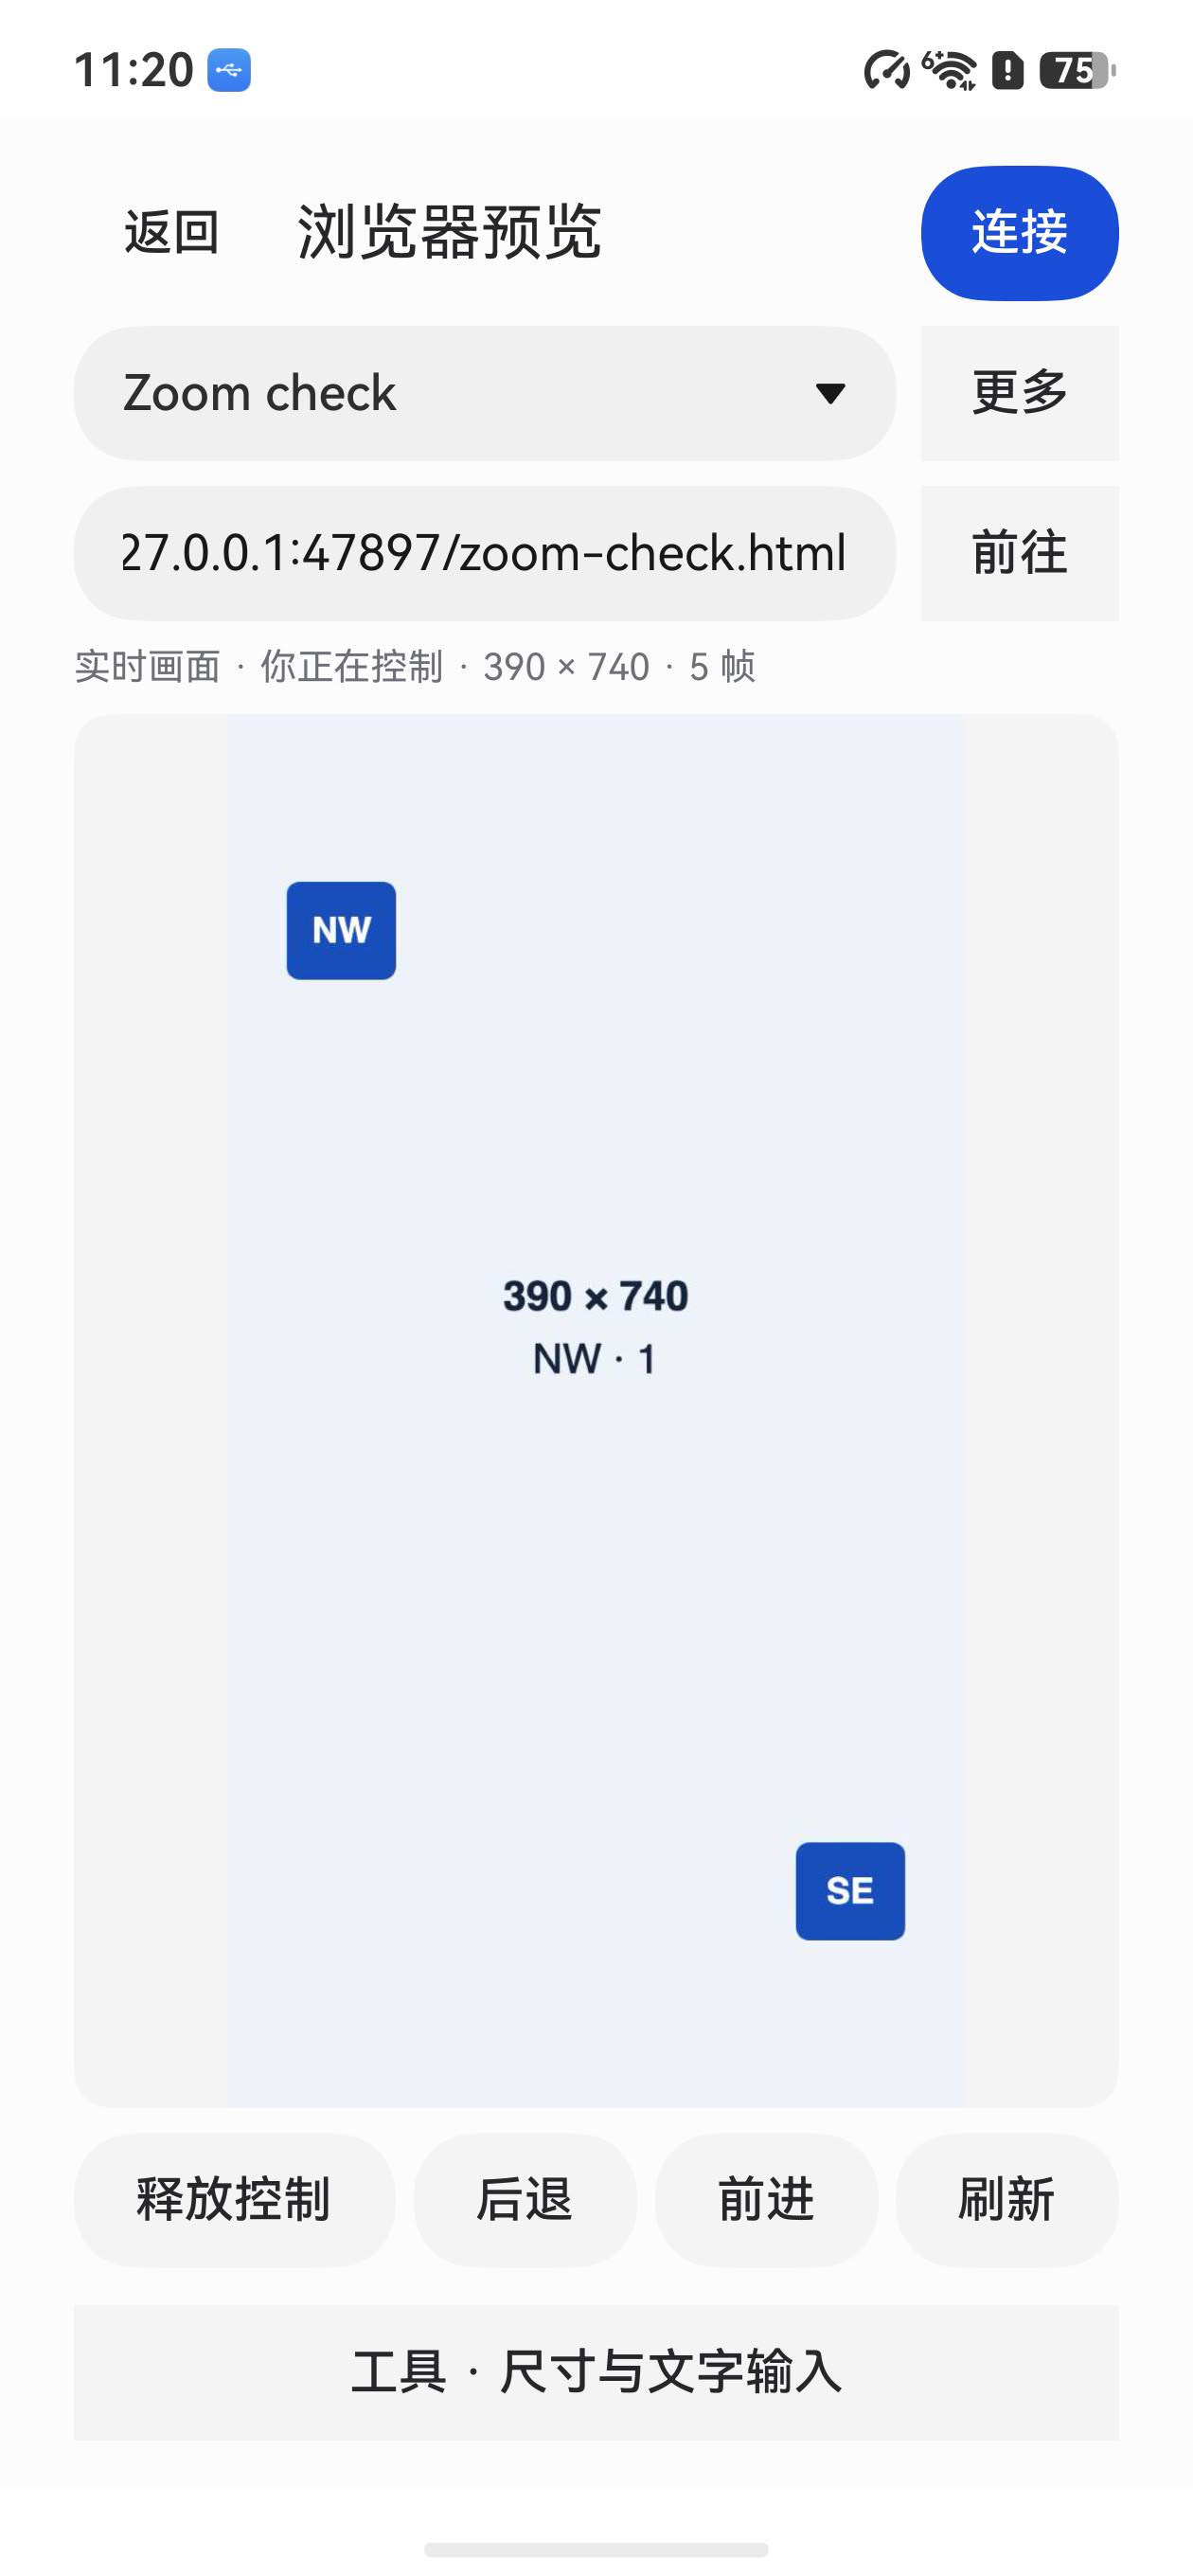 11:20
6+
75
返回
浏览器预览
连接
Zoom check
更多
27.0.0.1:47897/zoom-check.html
前往
实时画面 · 你正在控制 · 390 × 740 · 5 帧
NW
390 × 740
NW · 1
SE
释放控制
后退
前进
刷新
工具 · 尺寸与文字输入